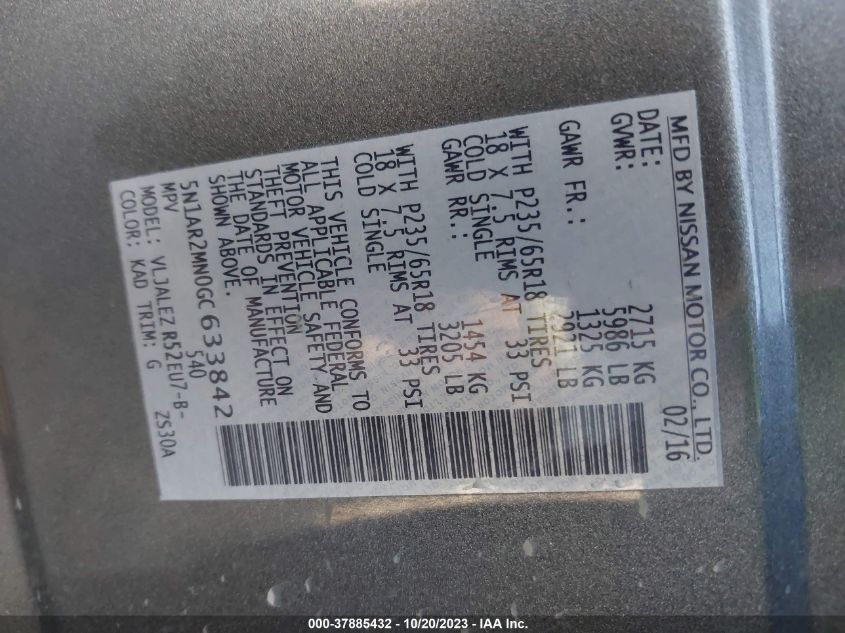 MFD BY NISSAN MOTOR CO., LTD.
DATE: 02/16
GVWR: 2715 KG
5986 LB
GAWR FR.: 1325 KG
2921 LB
WITH P235/65R18 TIRES
18 X 7.5 RIMS AT 33 PSI
COLD SINGLE
GAWR RR.: 1454 KG
3205 LB
WITH P235/65R18 TIRES
18 X 7.5 RIMS AT 33 PSI
COLD SINGLE
THIS VEHICLE CONFORMS TO
ALL APPLICABLE FEDERAL
MOTOR VEHICLE SAFETY AND
THEFT PREVENTION
STANDARDS IN EFFECT ON
THE DATE OF MANUFACTURE
SHOWN ABOVE.
5N1AR2MN0GC633842
MPV 540
MODEL: VLJALEZ R52EU7-B-
COLOR: KAD TRIM: G ZS30A
000-37885432 - 10/20/2023 - IAA Inc.